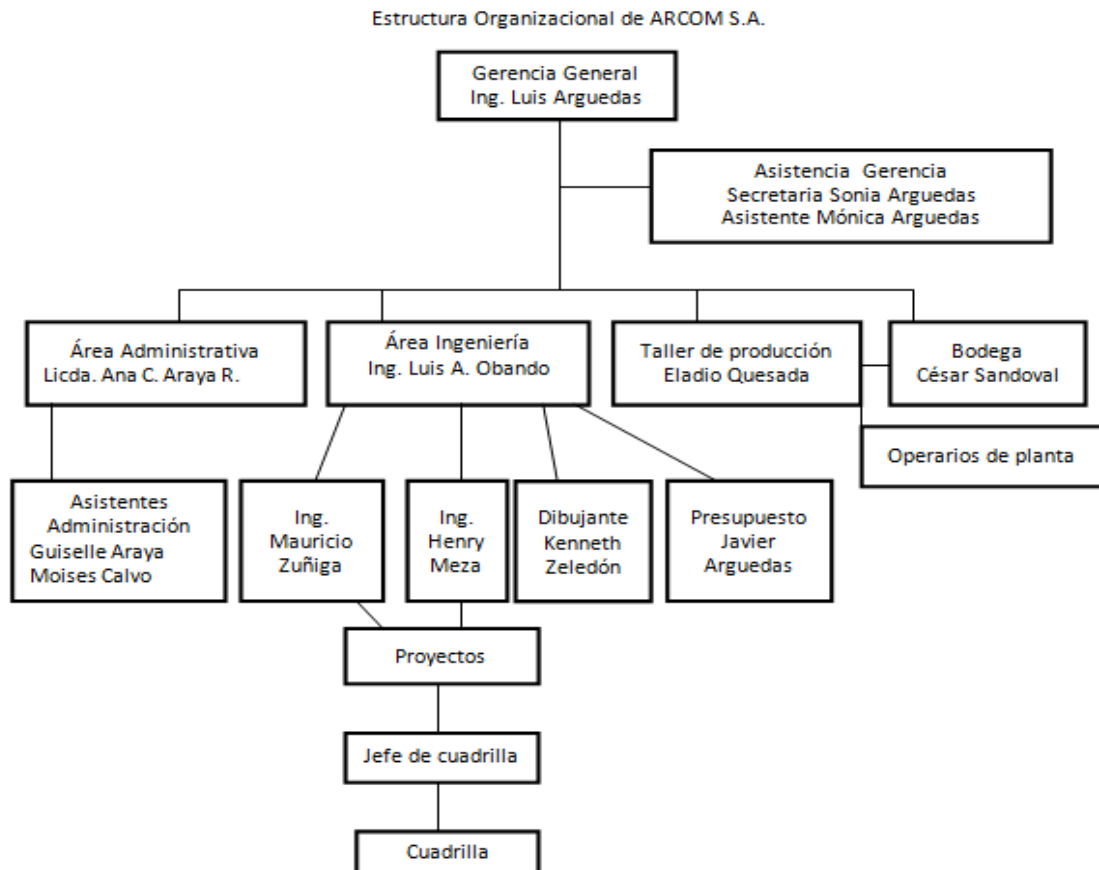 Estructura Organizacional de ARCOM S.A.
Gerencia General
Ing. Luis Arguedas
Asistencia Gerencia
Secretaria Sonia Arguedas
Asistente Mónica Arguedas
Área Administrativa
Licda. Ana C. Araya R.
Área Ingeniería
Ing. Luis A. Obando
Taller de producción
Eladio Quesada
Bodega
César Sandoval
Operarios de planta
Asistentes
Administración
Guiselle Araya
Moises Calvo
Ing.
Mauricio
Zuñiga
Ing.
Henry
Meza
Dibujante
Kenneth
Zeledón
Presupuesto
Javier
Arguedas
Proyectos
Jefe de cuadrilla
Cuadrilla